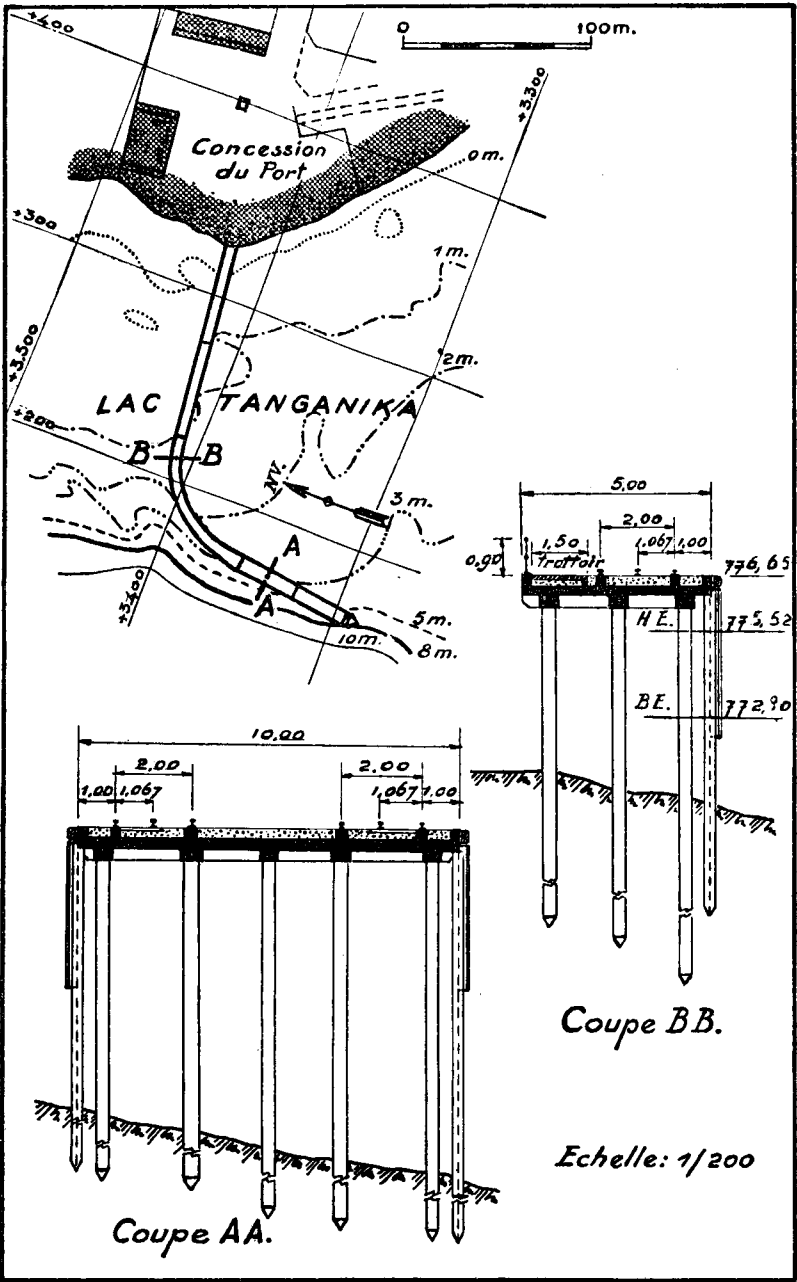 +400
0 100m.
+3.300
Concession
du Port
0m.
+300
1m.
+3.500
2m.
LAC TANGANIKA
+200
B B
NV.
3m.
A
A
+3.400
5m.
10m.
8m.
5,00
2,00
1,50 1,067 1,00
0,90
trottoir
776,65
H.E. 775,52
B.E. 772,90
10,00
2,00 2,00
1,00 1,067 1,067 1,00
Coupe BB.
Echelle: 1/200
Coupe AA.